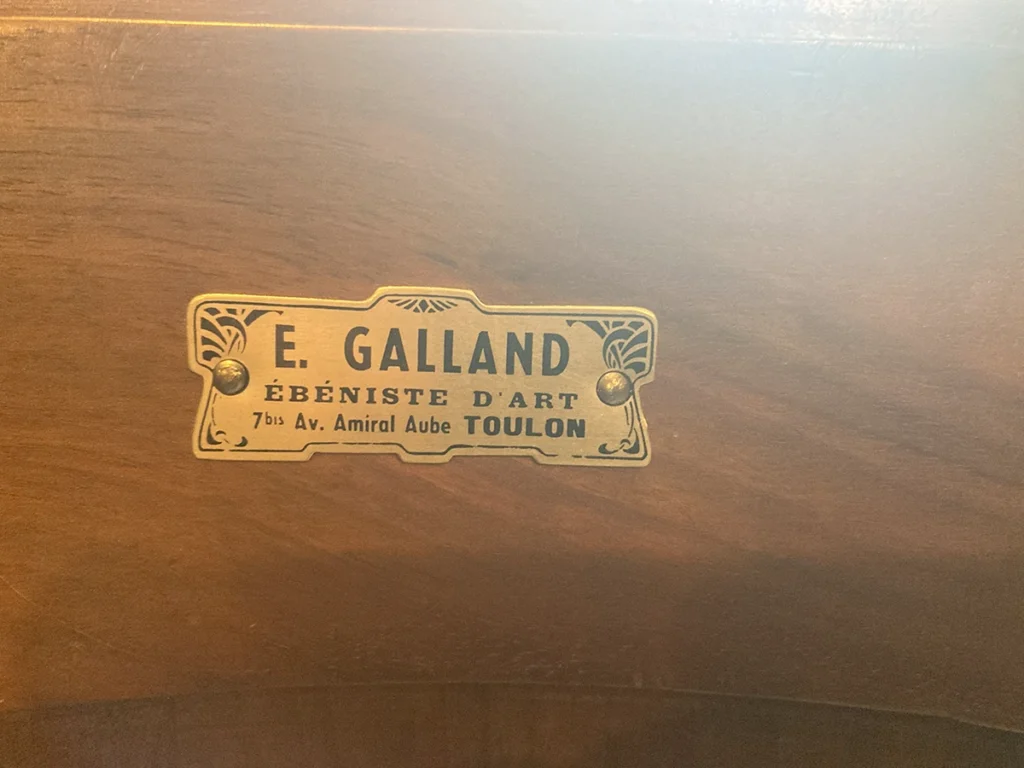 E. GALLAND
ÉBÉNISTE D'ART
7bis Av. Amiral Aube TOULON